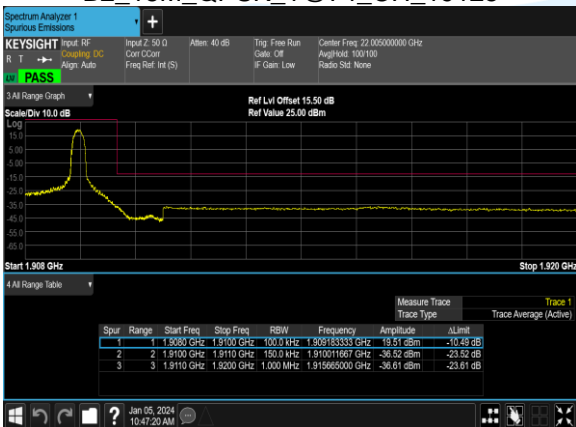 Spectrum Analyzer 1
Spurious Emissions
KEYSIGHT Input: RF Input Z: 50 Ω Atten: 40 dB Trig: Free Run Center Freq: 22.005000000 GHz
R T Coupling: DC Corr CCorr Gate: Off Avg|Hold: 100/100
Align: Auto Freq Ref: Int (S) IF Gain: Low Radio Std: None
LW PASS
3 All Range Graph
Ref Lvl Offset 15.50 dB
Scale/Div 10.0 dB Ref Value 25.00 dBm
Log
15.0
5.00
-5.00
-15.0
-25.0
-35.0
-45.0
-55.0
-65.0
Start 1.908 GHz Stop 1.920 GHz
4 All Range Table
Measure Trace Trace 1
Trace Type Trace Average (Active)
Spur Range Start Freq Stop Freq RBW Frequency Amplitude ΔLimit
1 1 1.9080 GHz 1.9100 GHz 100.0 kHz 1.909183333 GHz 19.51 dBm -10.49 dB
2 2 1.9100 GHz 1.9110 GHz 150.0 kHz 1.910011667 GHz -36.52 dBm -23.52 dB
3 3 1.9110 GHz 1.9200 GHz 1.000 MHz 1.915665000 GHz -36.61 dBm -23.61 dB
Jan 05, 2024
10:47:20 AM